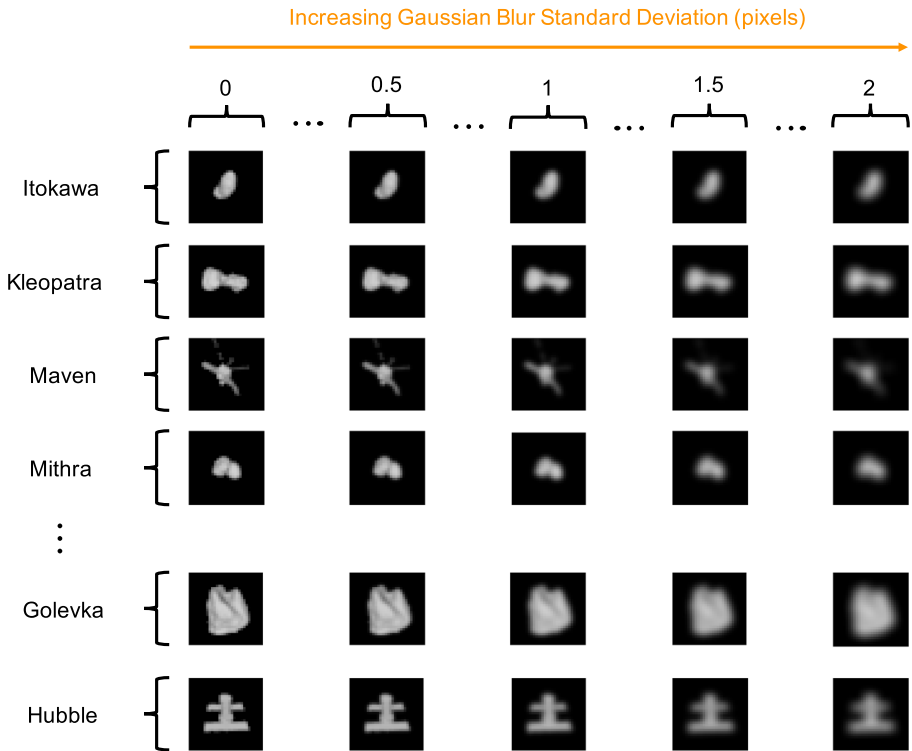 Increasing Gaussian Blur Standard Deviation (pixels)
0 0.5 1 1.5 2
... ... ... ...
Itokawa
Kleopatra
Maven
Mithra
⋮
Golevka
Hubble